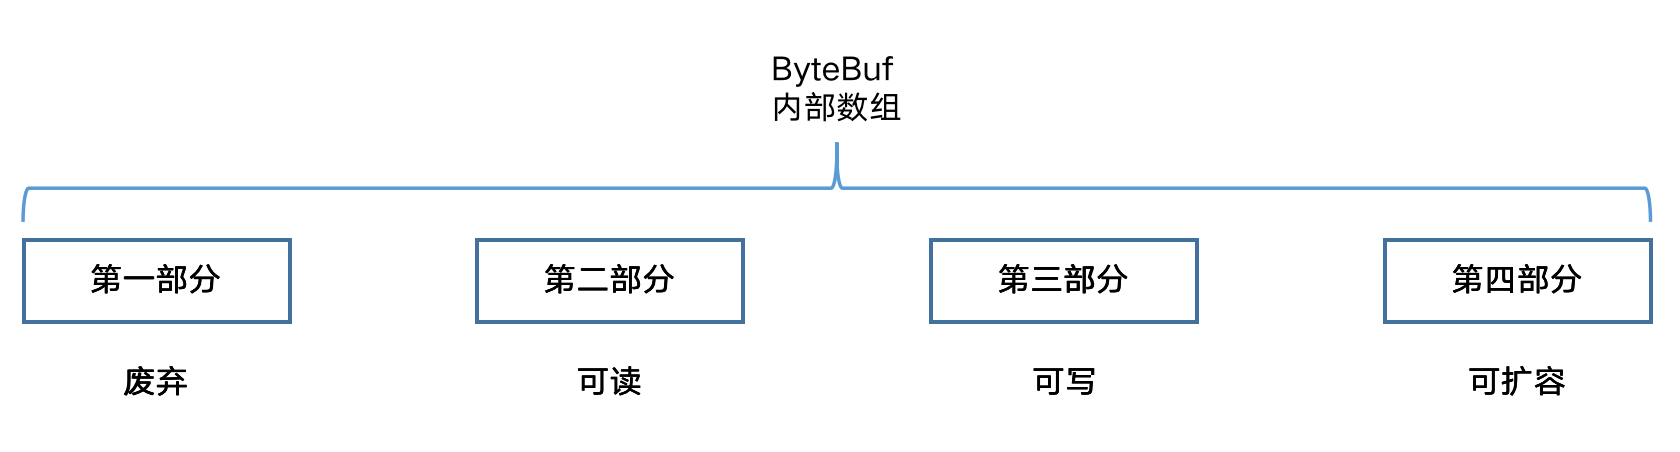 ByteBuf
内部数组
第一部分
第二部分
第三部分
第四部分
废弃
可读
可写
可扩容